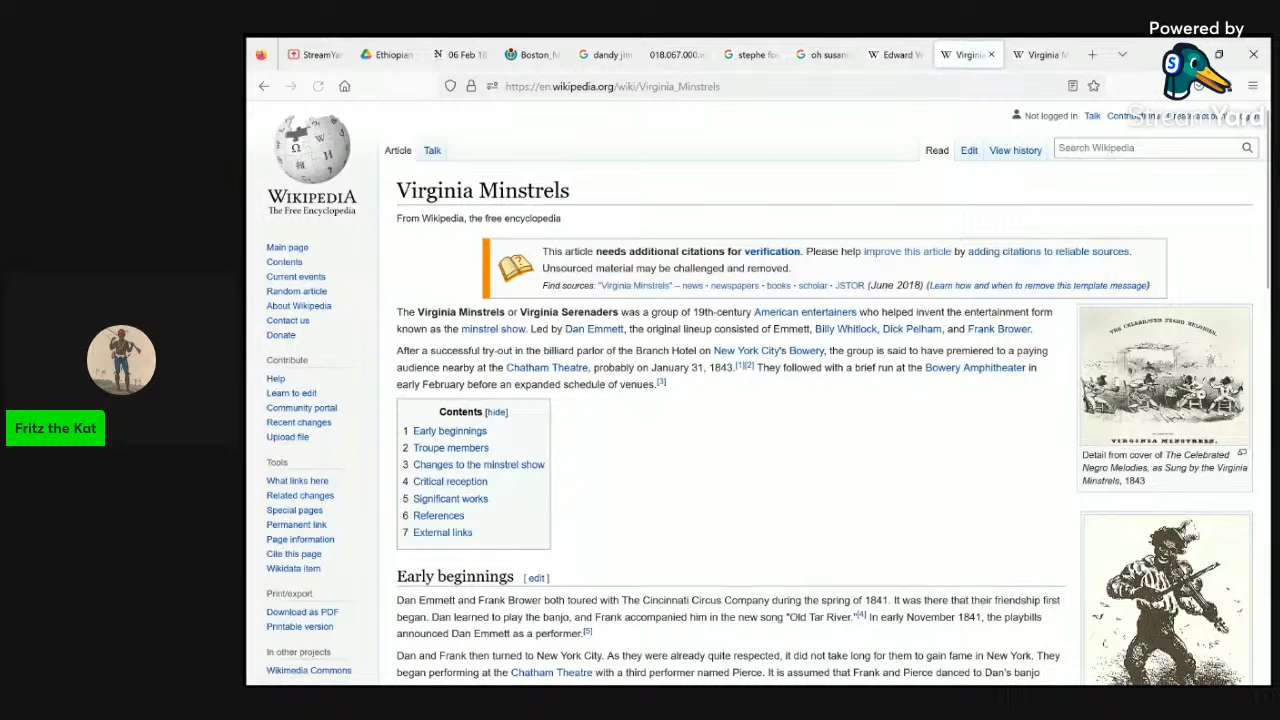 Powered by
StreamYard
StreamYar
Ethiopian
06 Feb 18
Boston_N
dandy jim
018.067.000
stephe fos
oh susan
Edward W
Virginia
Virginia M
https://en.wikipedia.org/wiki/Virginia_Minstrels
Not logged in Talk
Article Talk
Read Edit View history
Search Wikipedia
WIKIPEDIA
The Free Encyclopedia
Main page
Contents
Current events
Random article
About Wikipedia
Contact us
Donate
Contribute
Help
Learn to edit
Community portal
Recent changes
Upload file
Tools
What links here
Related changes
Special pages
Permanent link
Page information
Cite this page
Wikidata item
Print/export
Download as PDF
Printable version
In other projects
Wikimedia Commons
Virginia Minstrels
From Wikipedia, the free encyclopedia
This article needs additional citations for verification. Please help improve this article by adding citations to reliable sources.
Unsourced material may be challenged and removed.
Find sources: "Virginia Minstrels" – news · newspapers · books · scholar · JSTOR (June 2018) (Learn how and when to remove this template message)
The Virginia Minstrels or Virginia Serenaders was a group of 19th-century American entertainers who helped invent the entertainment form
known as the minstrel show. Led by Dan Emmett, the original lineup consisted of Emmett, Billy Whitlock, Dick Pelham, and Frank Brower.
After a successful try-out in the billiard parlor of the Branch Hotel on New York City's Bowery, the group is said to have premiered to a paying
audience nearby at the Chatham Theatre, probably on January 31, 1843.[1][2] They followed with a brief run at the Bowery Amphitheater in
early February before an expanded schedule of venues.[3]
Contents [hide]
1 Early beginnings
2 Troupe members
3 Changes to the minstrel show
4 Critical reception
5 Significant works
6 References
7 External links
THE CELEBRATED NEGRO MELODIES,
VIRGINIA MINSTRELS,
Detail from cover of The Celebrated
Negro Melodies, as Sung by the Virginia
Minstrels, 1843
Early beginnings [ edit ]
Dan Emmett and Frank Brower both toured with The Cincinnati Circus Company during the spring of 1841. It was there that their friendship first
began. Dan learned to play the banjo, and Frank accompanied him in the new song "Old Tar River."[4] In early November 1841, the playbills
announced Dan Emmett as a performer.[5]
Dan and Frank then turned to New York City. As they were already quite respected, it did not take long for them to gain fame in New York. They
began performing at the Chatham Theatre with a third performer named Pierce. It is assumed that Frank and Pierce danced to Dan's banjo
Fritz the Kat